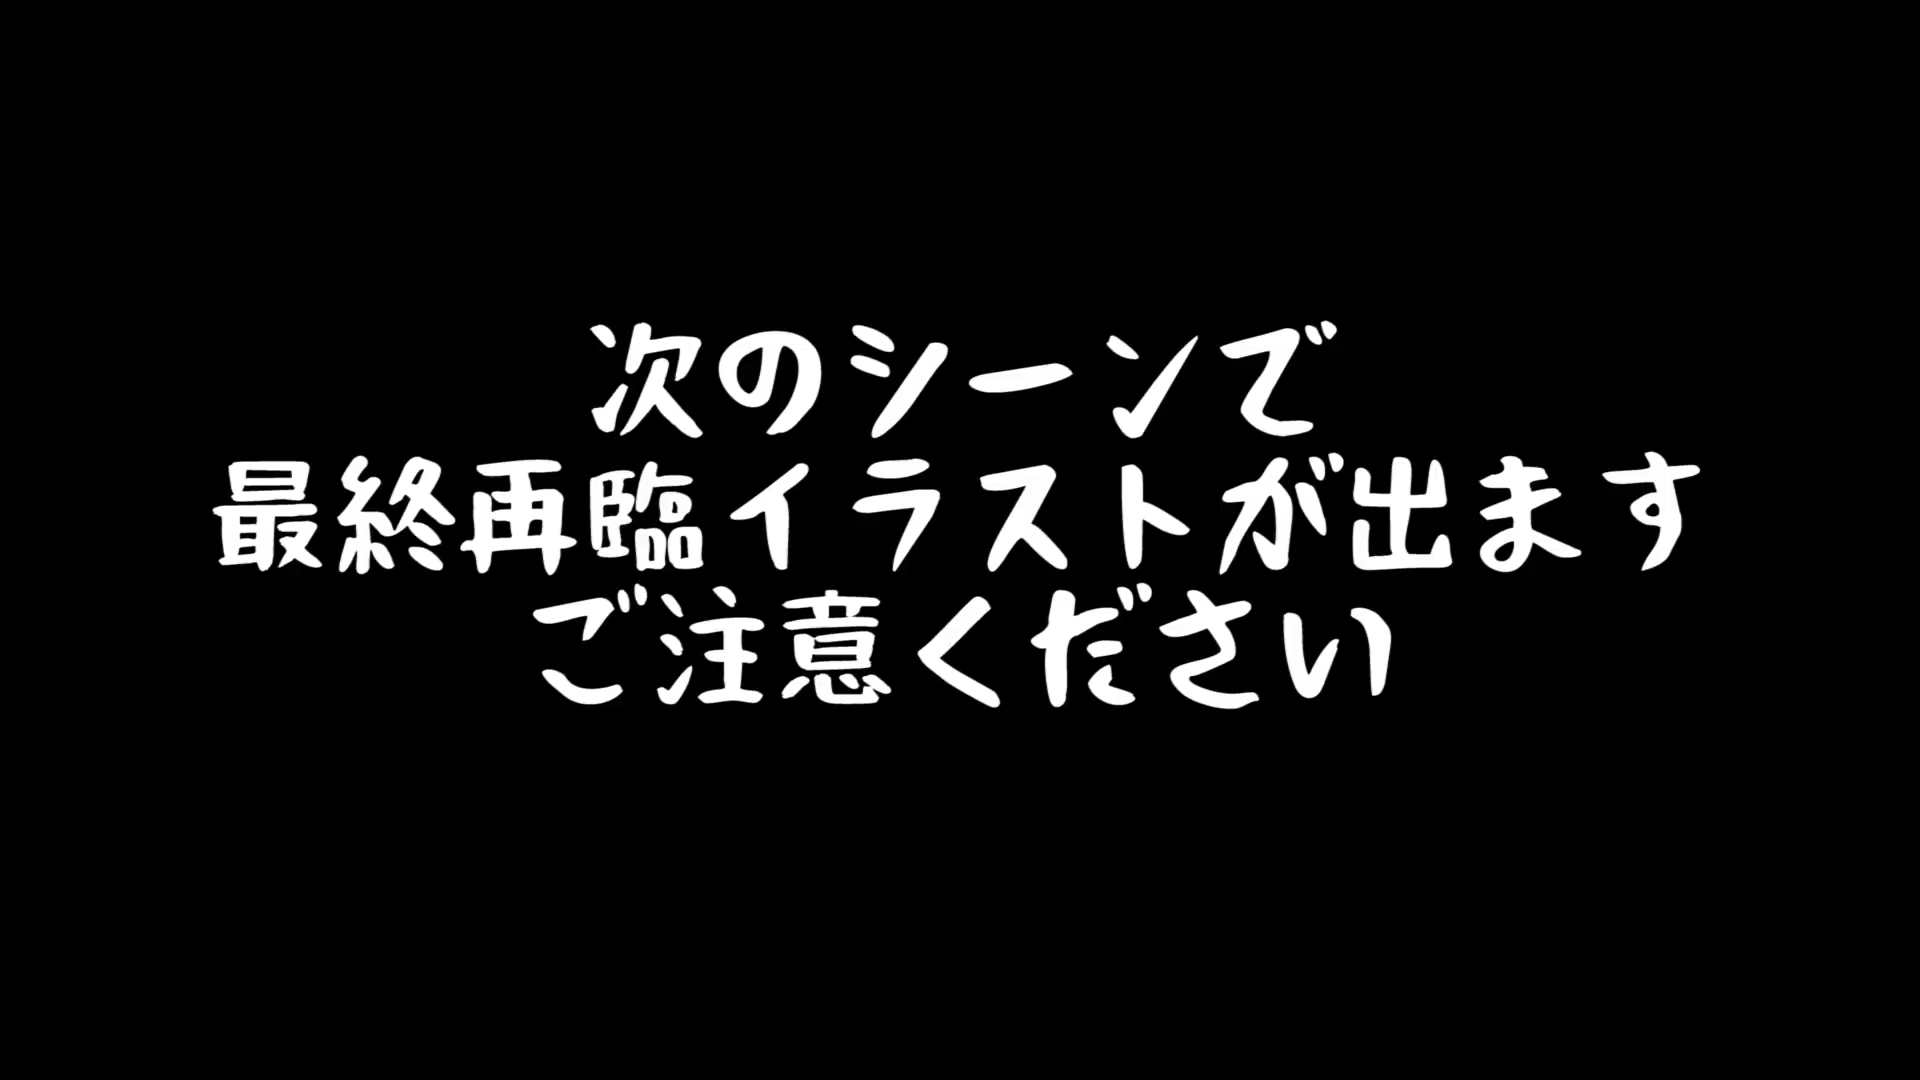 次のシーンで
最終再臨イラストが出ます
ご注意ください